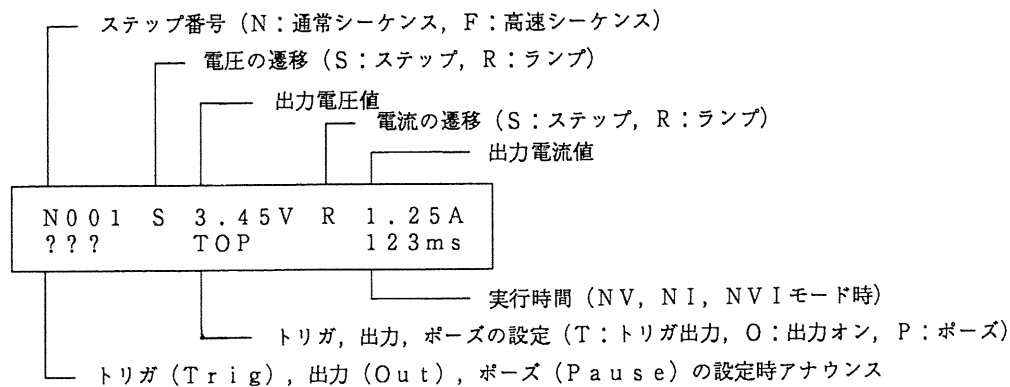 ステップ番号（N：通常シーケンス，F：高速シーケンス）
電圧の遷移（S：ステップ，R：ランプ）
出力電圧値
電流の遷移（S：ステップ，R：ランプ）
出力電流値
N001 S 3.45V R 1.25A
??? TOP 123ms
実行時間（NV，NI，NVIモード時）
トリガ，出力，ポーズの設定（T：トリガ出力，O：出力オン，P：ポーズ）
トリガ（Trig），出力（Out），ポーズ（Pause）の設定時アナウンス